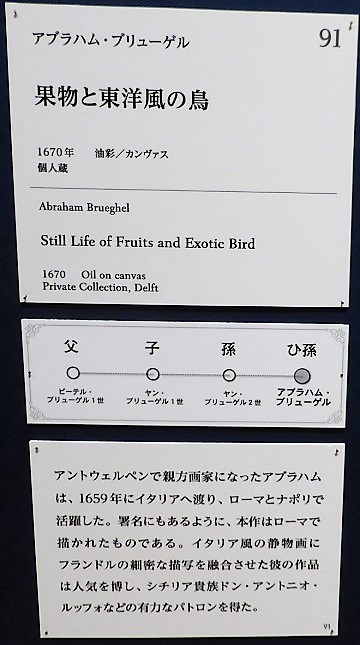 アブラハム・ブリューゲル 91
果物と東洋風の鳥
1670年 油彩／カンヴァス
個人蔵
Abraham Brueghel
Still Life of Fruits and Exotic Bird
1670 Oil on canvas
Private Collection, Delft
父 子 孫 ひ孫
ピーテル・ ヤン・ ヤン・ アブラハム・
ブリューゲル1世 ブリューゲル1世 ブリューゲル2世 ブリューゲル
アントウェルペンで親方画家になったアブラハム
は、1659年にイタリアへ渡り、ローマとナポリで
活躍した。署名にもあるように、本作はローマで
描かれたものである。イタリア風の静物画に
フランドルの細密な描写を融合させた彼の作品
は人気を博し、シチリア貴族ドン・アントニオ・
ルッフォなどの有力なパトロンを得た。
91